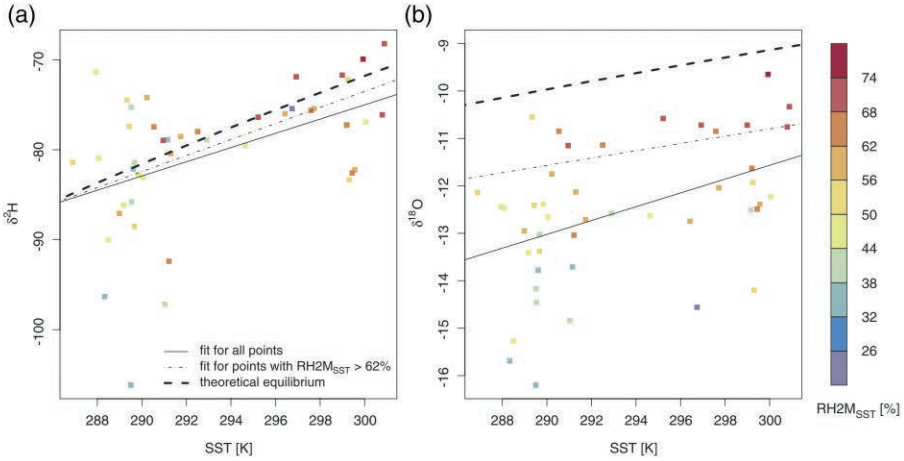 (a)
(b)
-70
-80
-90
-100
δ²H
fit for all points
fit for points with RH2M_SST > 62%
theoretical equilibrium
288 290 292 294 296 298 300
SST [K]
-9
-10
-11
-12
-13
-14
-15
-16
δ¹⁸O
288 290 292 294 296 298 300
SST [K]
74
68
62
56
50
44
38
32
26
RH2M_SST [%]